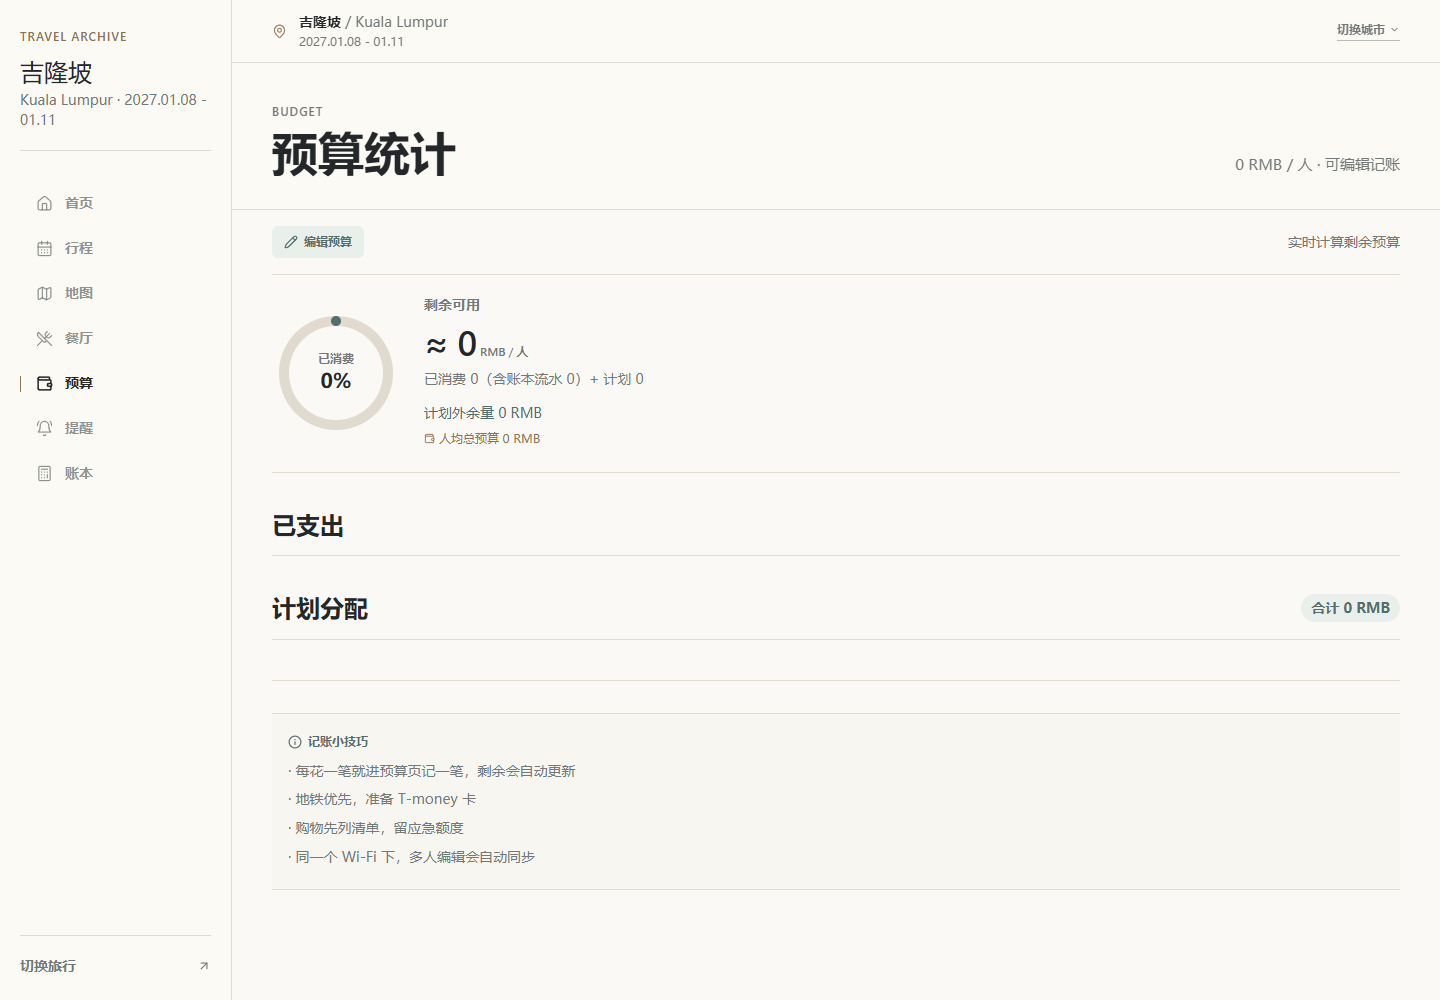 TRAVEL ARCHIVE
吉隆坡
Kuala Lumpur · 2027.01.08 -
01.11
首页
行程
地图
餐厅
预算
提醒
账本
切换旅行
吉隆坡 / Kuala Lumpur
2027.01.08 - 01.11
切换城市
BUDGET
预算统计
0 RMB / 人 · 可编辑记账
编辑预算
实时计算剩余预算
已消费
0%
剩余可用
≈ 0 RMB / 人
已消费 0（含账本流水 0）+ 计划 0
计划外余量 0 RMB
人均总预算 0 RMB
已支出
计划分配
合计 0 RMB
记账小技巧
· 每花一笔就进预算页记一笔，剩余会自动更新
· 地铁优先，准备 T-money 卡
· 购物先列清单，留应急额度
· 同一个 Wi-Fi 下，多人编辑会自动同步